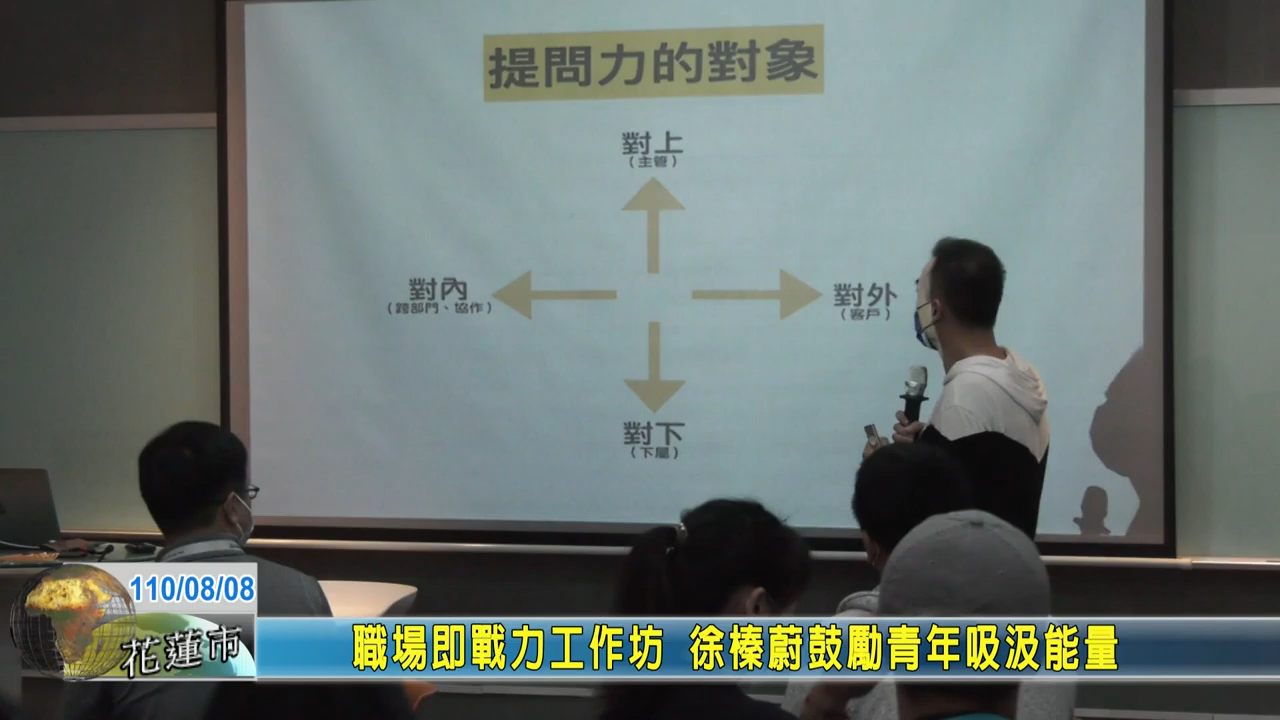 提問力的對象
對上
（主管）
對內
（跨部門、協作）
對外
（客戶）
對下
（下屬）
110/08/08
花蓮市
職場即戰力工作坊 徐榛蔚鼓勵青年吸汲能量